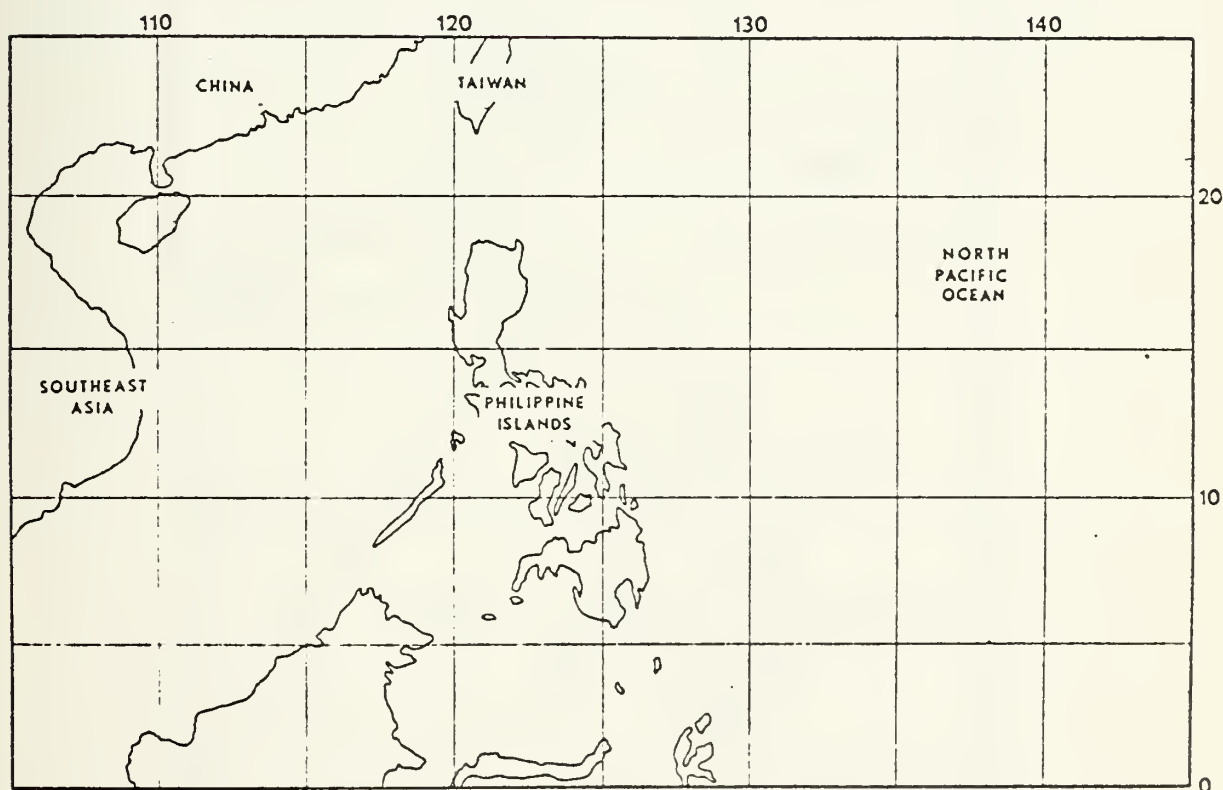 110 120 130 140
CHINA
TAIWAN
20
NORTH
PACIFIC
OCEAN
SOUTHEAST
ASIA
PHILIPPINE
ISLANDS
10
0